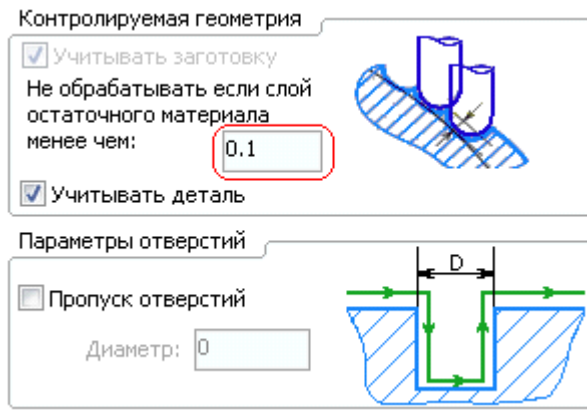 Контролируемая геометрия
Учитывать заготовку
Не обрабатывать если слой
остаточного материала
менее чем:
0.1
Учитывать деталь
Параметры отверстий
D
Пропуск отверстий
Диаметр: 0